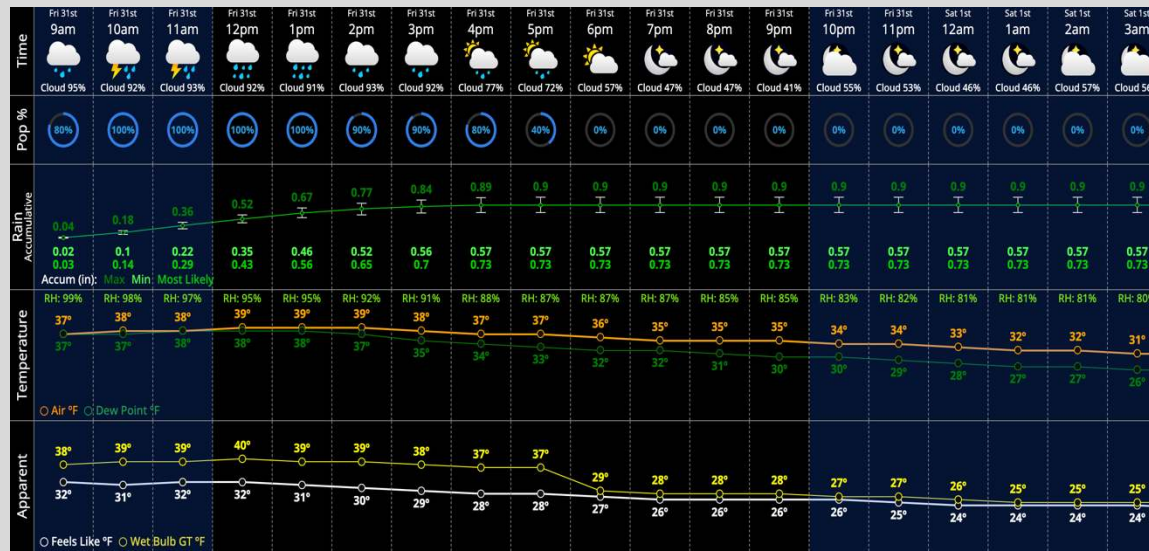 Time
Fri 31st Fri 31st Fri 31st Fri 31st Fri 31st Fri 31st Fri 31st Fri 31st Fri 31st Fri 31st Fri 31st Fri 31st Fri 31st Fri 31st Fri 31st Sat 1st Sat 1st Sat 1st Sat 1st
9am 10am 11am 12pm 1pm 2pm 3pm 4pm 5pm 6pm 7pm 8pm 9pm 10pm 11pm 12am 1am 2am 3am
Cloud 95% Cloud 92% Cloud 93% Cloud 92% Cloud 91% Cloud 93% Cloud 92% Cloud 77% Cloud 72% Cloud 57% Cloud 47% Cloud 47% Cloud 41% Cloud 55% Cloud 53% Cloud 46% Cloud 46% Cloud 57% Cloud 56
Pop %
80% 100% 100% 100% 100% 90% 90% 80% 40% 0% 0% 0% 0% 0% 0% 0% 0% 0% 0%
Rain
Accumulative
0.04 0.18 0.36 0.52 0.67 0.77 0.84 0.89 0.9 0.9 0.9 0.9 0.9 0.9 0.9 0.9 0.9 0.9 0.9
0.02 0.1 0.22 0.35 0.46 0.52 0.56 0.57 0.57 0.57 0.57 0.57 0.57 0.57 0.57 0.57 0.57 0.57 0.57
0.03 0.14 0.29 0.43 0.56 0.65 0.7 0.73 0.73 0.73 0.73 0.73 0.73 0.73 0.73 0.73 0.73 0.73 0.73
Accum (in): Max Min Most Likely
Temperature
RH: 99% RH: 98% RH: 97% RH: 95% RH: 95% RH: 92% RH: 91% RH: 88% RH: 87% RH: 87% RH: 87% RH: 85% RH: 85% RH: 83% RH: 82% RH: 81% RH: 81% RH: 81% RH: 80%
37° 38° 38° 39° 39° 39° 38° 37° 37° 36° 35° 35° 35° 34° 34° 33° 32° 32° 31°
37° 37° 38° 38° 38° 37° 35° 34° 33° 32° 32° 31° 30° 30° 29° 28° 27° 27° 26°
Air °F Dew Point °F
Apparent
38° 39° 39° 40° 39° 39° 38° 37° 37° 29° 28° 28° 28° 27° 27° 26° 25° 25° 25°
32° 31° 32° 32° 31° 30° 29° 28° 28° 27° 26° 26° 26° 26° 25° 24° 24° 24° 24°
Feels Like °F Wet Bulb GT °F